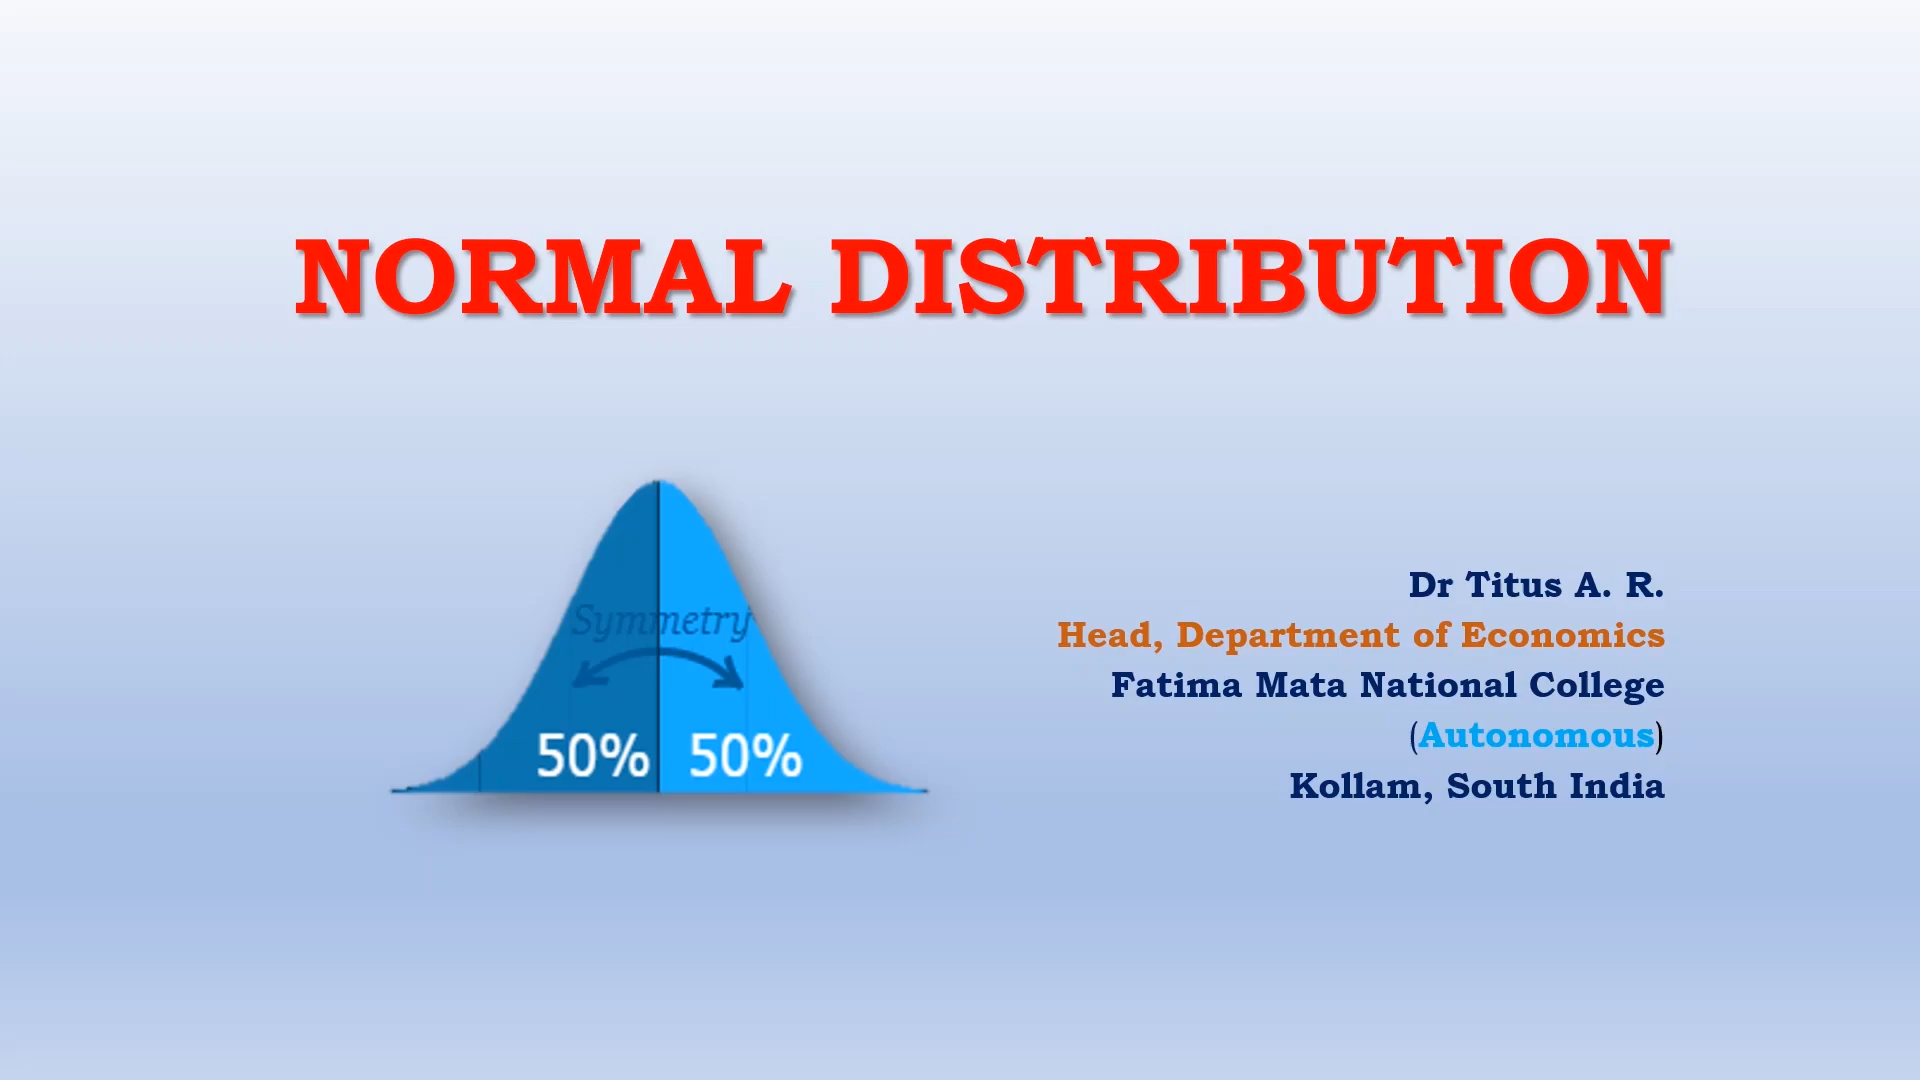 NORMAL DISTRIBUTION
Symmetry
50% 50%
Dr Titus A. R.
Head, Department of Economics
Fatima Mata National College
(Autonomous)
Kollam, South India